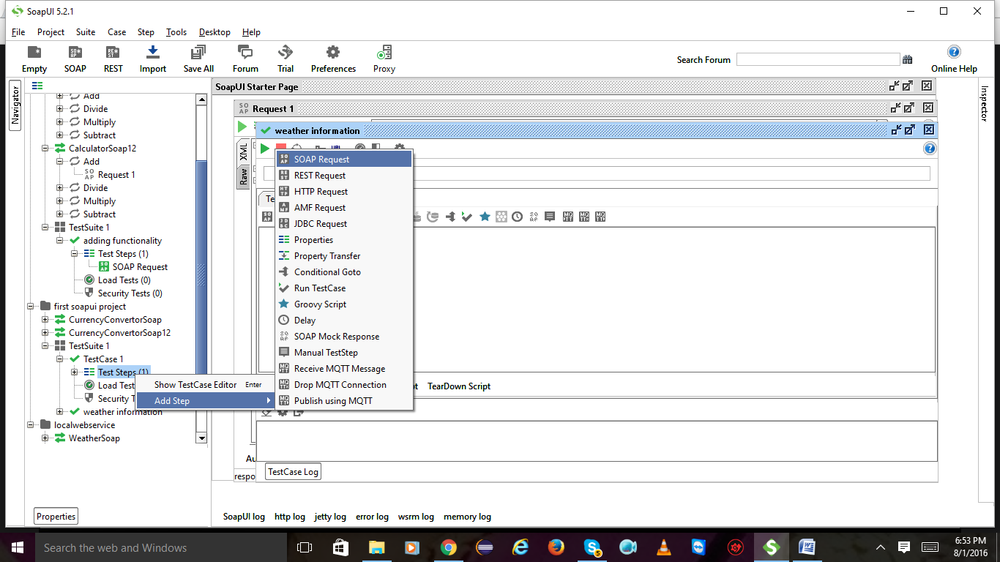 SoapUI 5.2.1
File Project Suite Case Step Tools Desktop Help
Empty SOAP REST Import Save All Forum Trial Preferences Proxy
Search Forum
Online Help
Navigator
Inspector
Add
Divide
Multiply
Subtract
CalculatorSoap12
Add
Request 1
Divide
Multiply
Subtract
TestSuite 1
adding functionality
Test Steps (1)
SOAP Request
Load Tests (0)
Security Tests (0)
first soapui project
CurrencyConvertorSoap
CurrencyConvertorSoap12
TestSuite 1
TestCase 1
Test Steps (1)
Load Test
Security T
weather information
localwebservice
WeatherSoap
Properties
Show TestCase Editor Enter
Add Step
SoapUI Starter Page
Request 1
weather information
XML
Raw
Te
SOAP Request
REST Request
HTTP Request
AMF Request
JDBC Request
Properties
Property Transfer
Conditional Goto
Run TestCase
Groovy Script
Delay
SOAP Mock Response
Manual TestStep
Receive MQTT Message
Drop MQTT Connection
Publish using MQTT
TearDown Script
Au
respo
TestCase Log
SoapUI log http log jetty log error log wsrm log memory log
Search the web and Windows
5
6:53 PM
8/1/2016